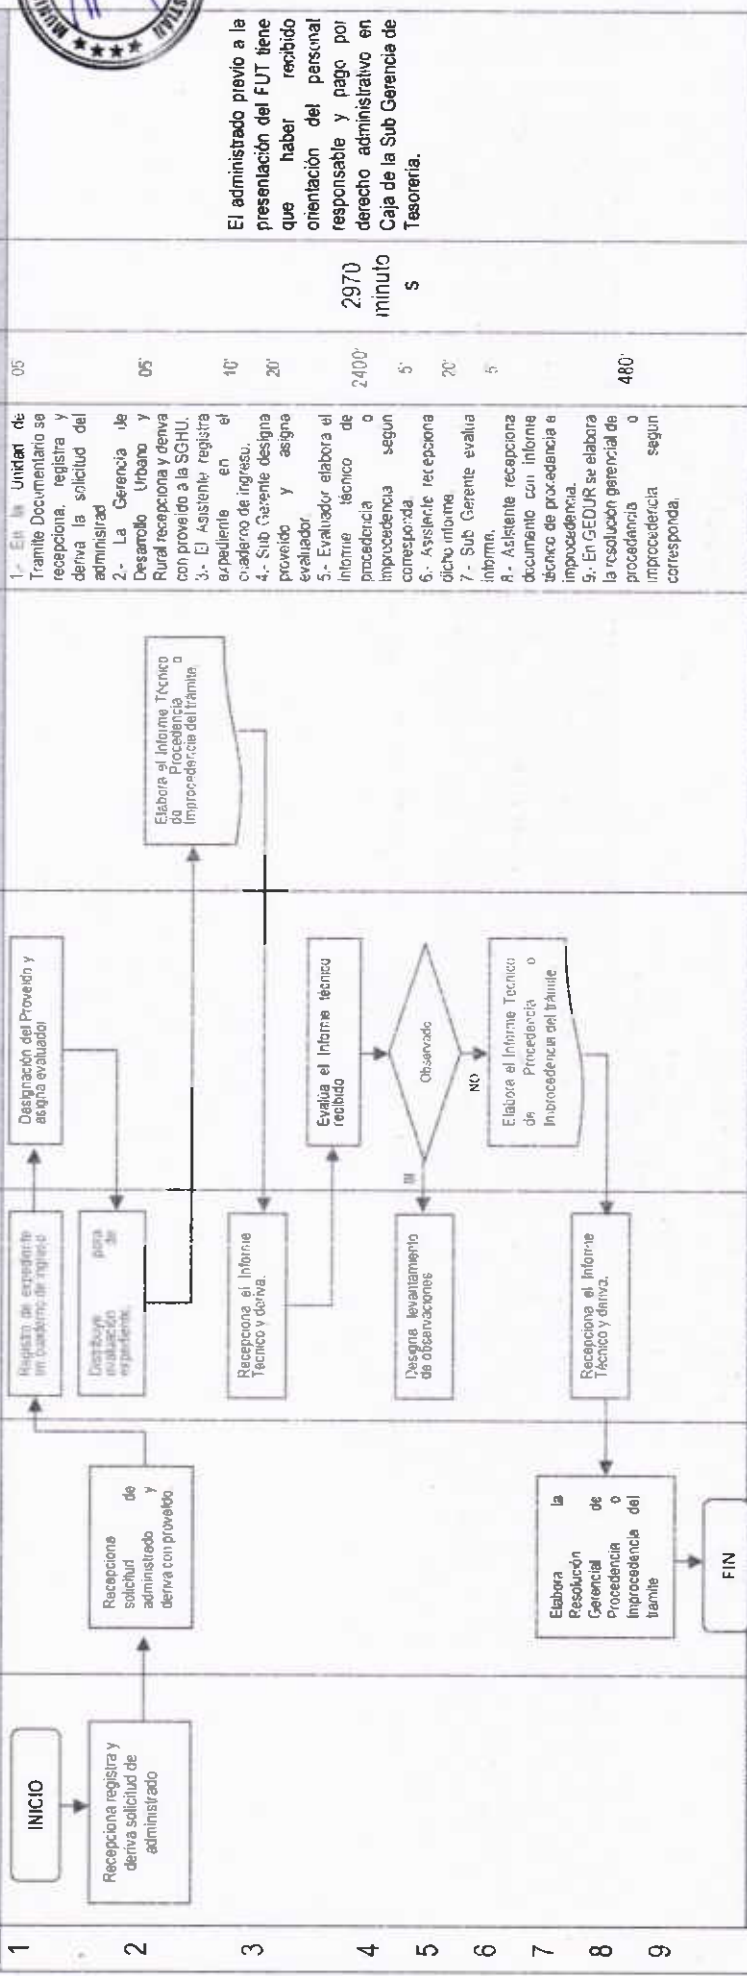 1
2
3
4
5
6
7
8
9
INICIO
Recepciona registra y
deriva solicitud de
administrado
Recepciona
solicitud de
administrado y
deriva con proveído
Registro de expediente
en cuaderno de ingreso
Designación del Proveído y
asigna evaluador
Distribuye para
evaluación de
expediente.
Elabora el Informe Técnico
de Procedencia o
Improcedencia del trámite.
Recepciona el Informe
Técnico y deriva.
Evalúa el Informe técnico
recibido
Observado
SI
NO
Designa levantamiento
de observaciones
Elabora el Informe Tecnico
de Procedencia o
Improcedencia del trámite
Recepciona el Informe
Técnico y deriva.
Elabora la
Resolución
Gerencial de
Procedencia o
Improcedencia del
tramite
FIN
1.- En la Unidad de
Tramite Documentario se
recepciona, registra y
deriva la solicitud del
administrad
2.- La Gerencia de
Desarrollo Urbano y
Rural recepciona y deriva
con proveído a la SGHU.
3.- El Asistente registra
expediente en el
cuaderno de ingreso.
4.- Sub Gerente designa
proveído y asigna
evaluador
5.- Evaluador elabora el
Informe técnico de
procedencia o
Improcedencia segun
corresponda.
6.- Asistente recepciona
dicho informe.
7.- Sub Gerente evalua
informe.
8.- Asistente recepciona
documento con informe
técnico de procedencia e
improcedencia.
9.- En GEDUR se elabora
la resolución gerencial de
procedencia o
improcedencia segun
corresponda.
05'
05'
10'
20'
2400'
5'
20'
5'
480'
2970
minuto
s
El administrado previo a la
presentación del FUT tiene
que haber recibido
orientación del personal
responsable y pago por
derecho administrativo en
Caja de la Sub Gerencia de
Tesoreria.